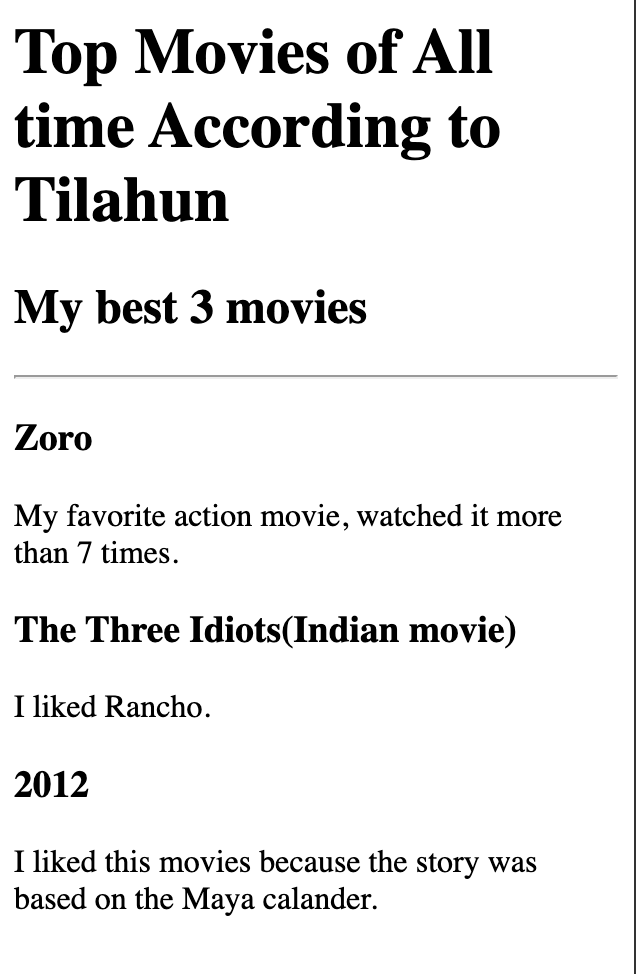 Top Movies of All
time According to
Tilahun
My best 3 movies
Zoro
My favorite action movie, watched it more
than 7 times.
The Three Idiots(Indian movie)
I liked Rancho.
2012
I liked this movies because the story was
based on the Maya calander.